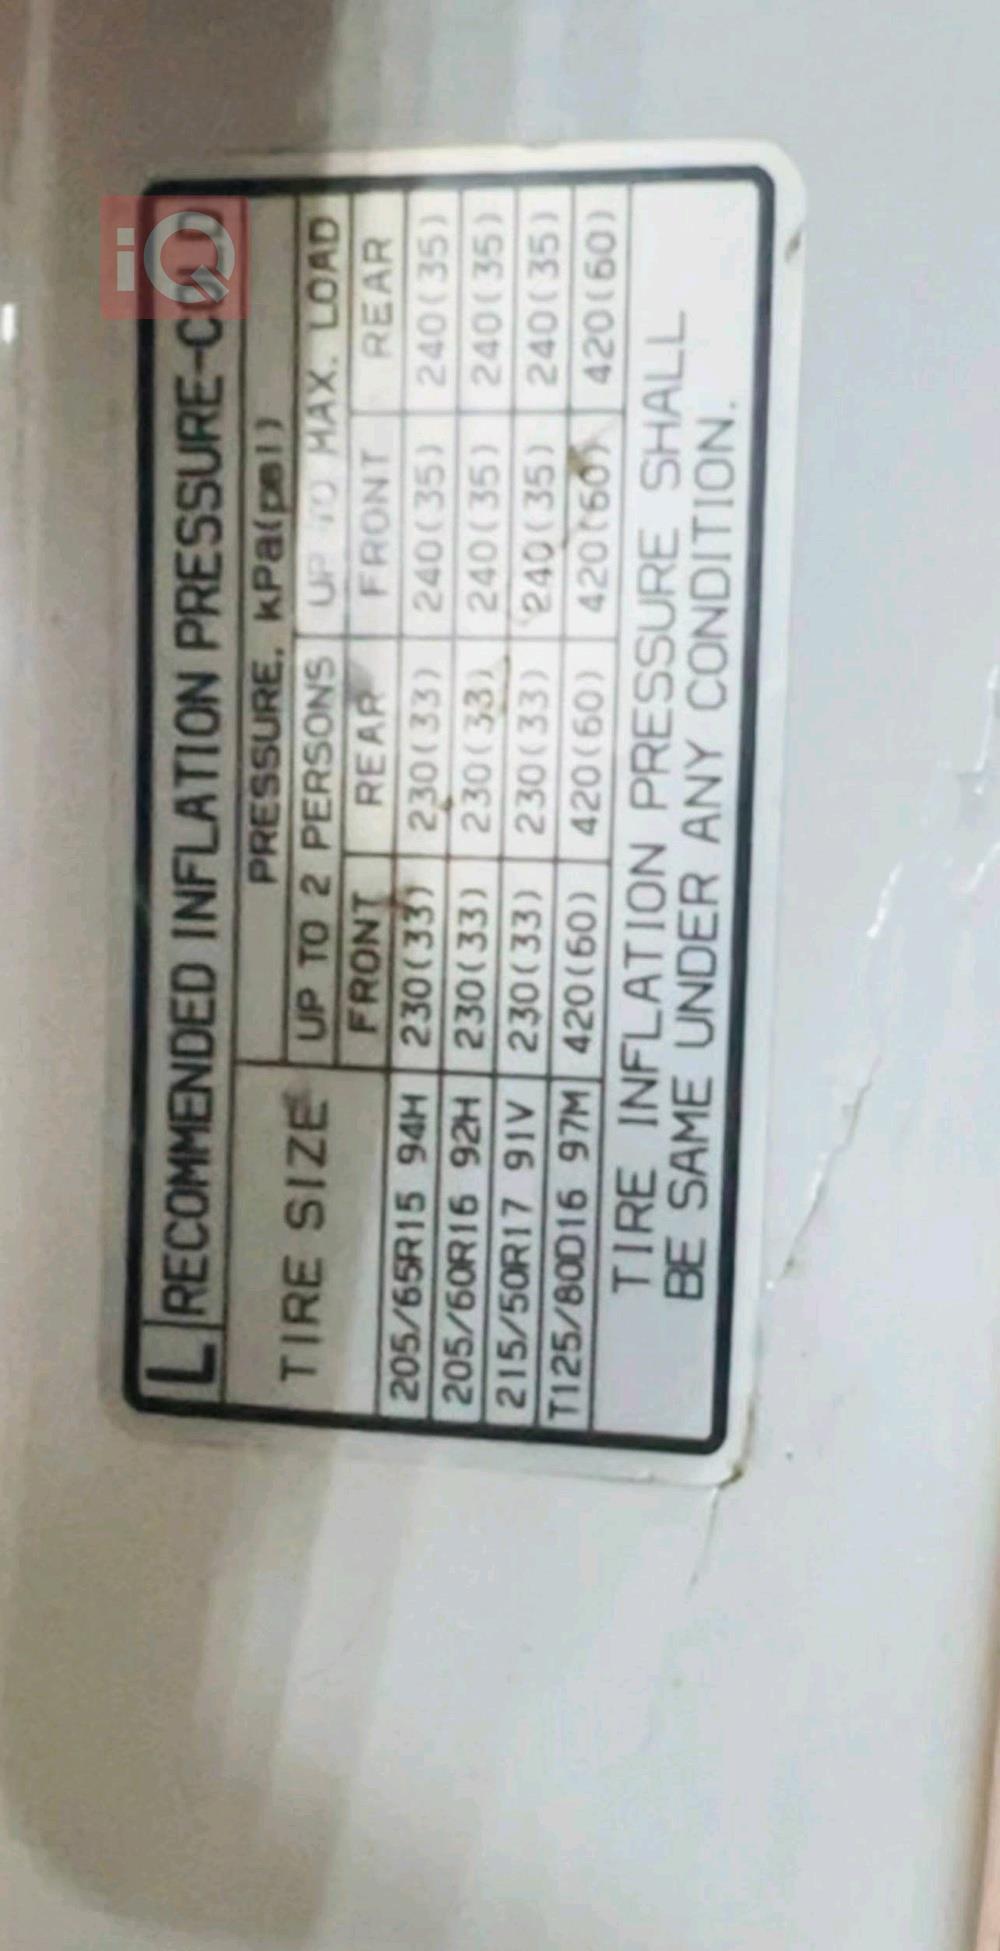 iQ
L RECOMMENDED INFLATION PRESSURE-COLD
TIRE SIZE PRESSURE, kPa(psi)
UP TO 2 PERSONS UP TO MAX. LOAD
FRONT REAR FRONT REAR
205/65R15 94H 230(33) 230(33) 240(35) 240(35)
205/60R16 92H 230(33) 230(33) 240(35) 240(35)
215/50R17 91V 230(33) 230(33) 240(35) 240(35)
T125/80D16 97M 420(60) 420(60) 420(60) 420(60)
TIRE INFLATION PRESSURE SHALL
BE SAME UNDER ANY CONDITION.